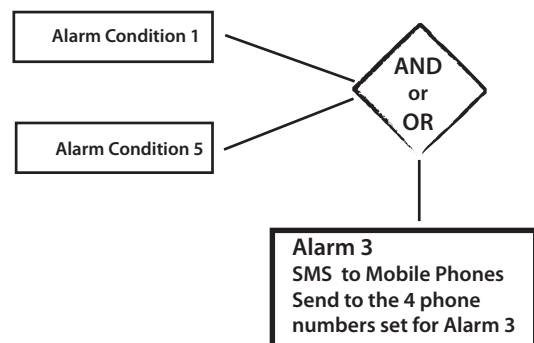 Alarm Condition 1
AND
or
OR
Alarm Condition 5
Alarm 3
SMS to Mobile Phones
Send to the 4 phone
numbers set for Alarm 3